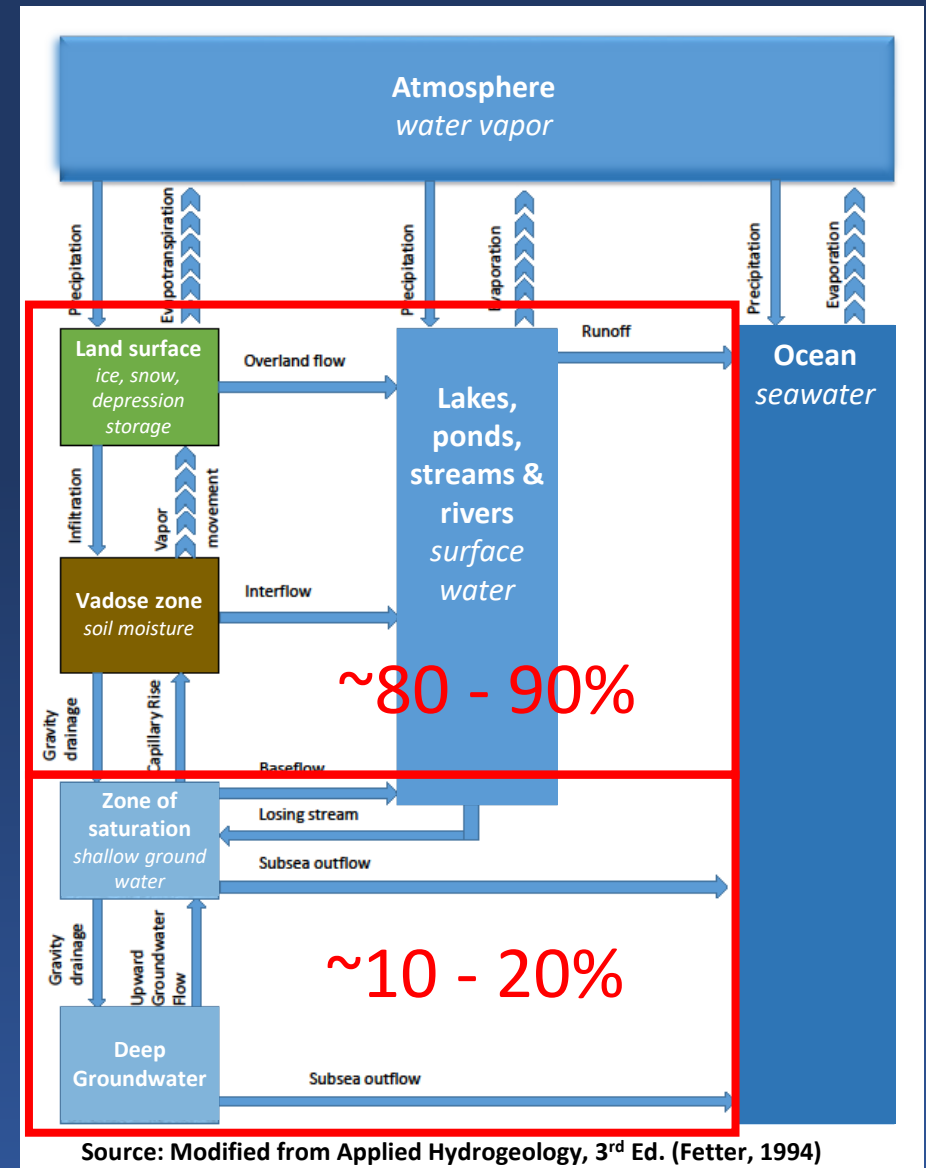 Atmosphere
water vapor
Precipitation
Evapotranspiration
Precipitation
Evaporation
Precipitation
Evaporation
Land surface
ice, snow,
depression
storage
Overland flow
Lakes,
ponds,
streams &
rivers
surface
water
Runoff
Ocean
seawater
Infiltration
Vapor
movement
Vadose zone
soil moisture
Interflow
~80 - 90%
Gravity
drainage
Capillary Rise
Baseflow
Zone of
saturation
shallow ground
water
Losing stream
Subsea outflow
Gravity
drainage
Upward
Groundwater
Flow
~10 - 20%
Deep
Groundwater
Subsea outflow
Source: Modified from Applied Hydrogeology, 3rd Ed. (Fetter, 1994)